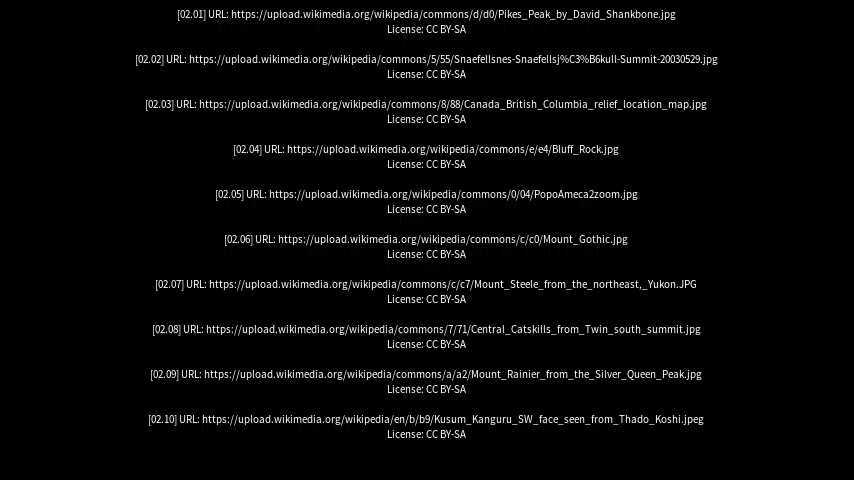 [02.01] URL: https://upload.wikimedia.org/wikipedia/commons/d/d0/Pikes_Peak_by_David_Shankbone.jpg
License: CC BY-SA
[02.02] URL: https://upload.wikimedia.org/wikipedia/commons/5/55/Snaefellsnes-Snaefellsj%C3%B6kull-Summit-20030529.jpg
License: CC BY-SA
[02.03] URL: https://upload.wikimedia.org/wikipedia/commons/8/88/Canada_British_Columbia_relief_location_map.jpg
License: CC BY-SA
[02.04] URL: https://upload.wikimedia.org/wikipedia/commons/e/e4/Bluff_Rock.jpg
License: CC BY-SA
[02.05] URL: https://upload.wikimedia.org/wikipedia/commons/0/04/PopoAmeca2zoom.jpg
License: CC BY-SA
[02.06] URL: https://upload.wikimedia.org/wikipedia/commons/c/c0/Mount_Gothic.jpg
License: CC BY-SA
[02.07] URL: https://upload.wikimedia.org/wikipedia/commons/c/c7/Mount_Steele_from_the_northeast,_Yukon.JPG
License: CC BY-SA
[02.08] URL: https://upload.wikimedia.org/wikipedia/commons/7/71/Central_Catskills_from_Twin_south_summit.jpg
License: CC BY-SA
[02.09] URL: https://upload.wikimedia.org/wikipedia/commons/a/a2/Mount_Rainier_from_the_Silver_Queen_Peak.jpg
License: CC BY-SA
[02.10] URL: https://upload.wikimedia.org/wikipedia/en/b/b9/Kusum_Kanguru_SW_face_seen_from_Thado_Koshi.jpeg
License: CC BY-SA